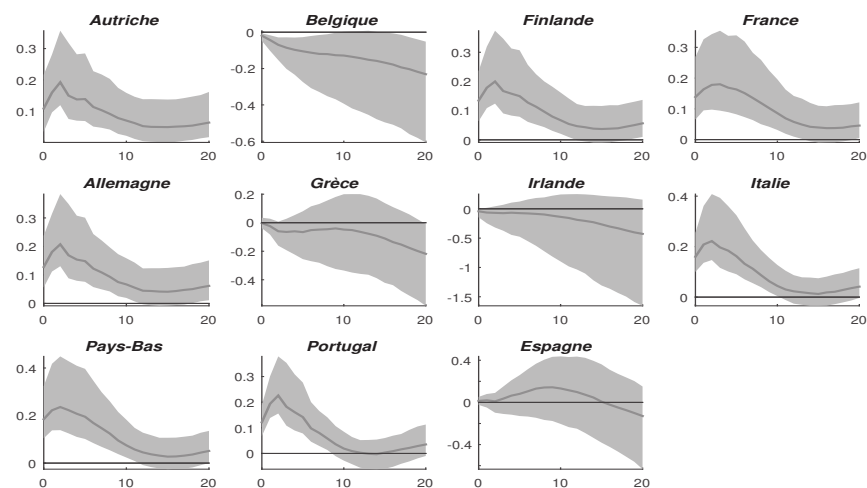 Autriche Belgique Finlande France
0.3 0.2 0.1
0 10 20
0 -0.2 -0.4 -0.6
0 10 20
0.3 0.2 0.1 0
0 10 20
0.3 0.2 0.1 0
0 10 20
Allemagne Grèce Irlande Italie
0.3 0.2 0.1 0
0 10 20
0.2 0 -0.2 -0.4
0 10 20
0 -0.5 -1 -1.5
0 10 20
0.4 0.2 0
0 10 20
Pays-Bas Portugal Espagne
0.4 0.2 0
0 10 20
0.3 0.2 0.1 0
0 10 20
0.4 0 -0.4
0 10 20